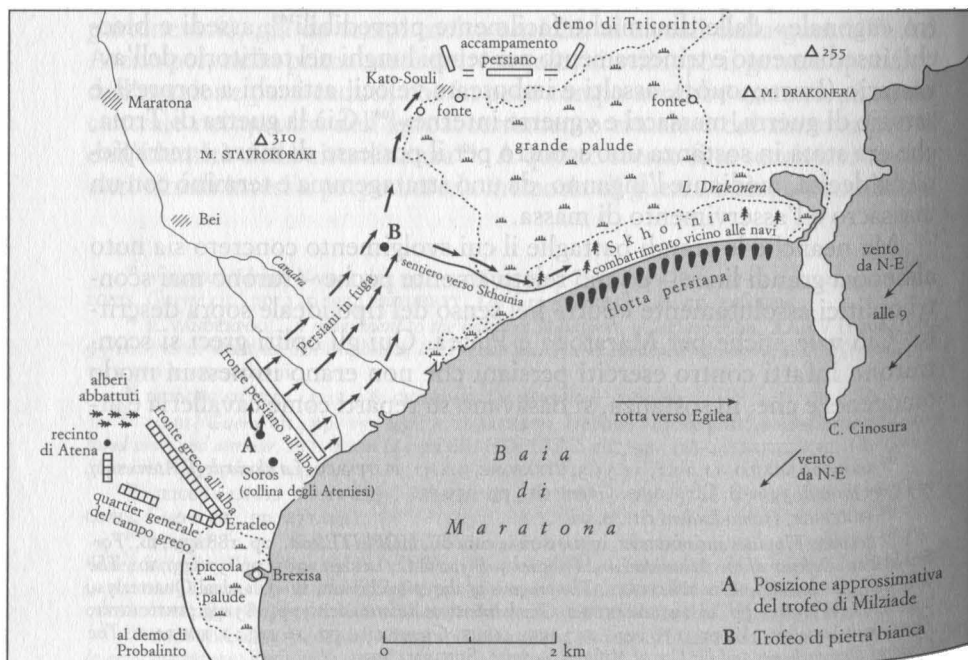 demo di Tricorinto
accampamento
persiano
Kato-Souli
Maratona
fonte
fonte
255
M. DRAKONERA
310
M. STAVROKORAKI
grande palude
L. Drakonera
Bei
B
Skhoinia
combattimento vicino alle navi
sentiero verso Skhoinia
flotta persiana
vento
da N-E
alle 9
Carada
persiani in fuga
fronte persiano all'alba
alberi
abbattuti
recinto
di Atena
fronte greco all'alba
A
Soros
(collina degli Ateniesi)
rotta verso Egilea
C. Cinosura
vento
da N-E
Baia
di
Maratona
quartier generale
del campo greco
Eracleo
piccola
palude
Brexisa
al demo di
Probalinto
0 2 km
A Posizione approssimativa
del trofeo di Milziade
B Trofeo di pietra bianca